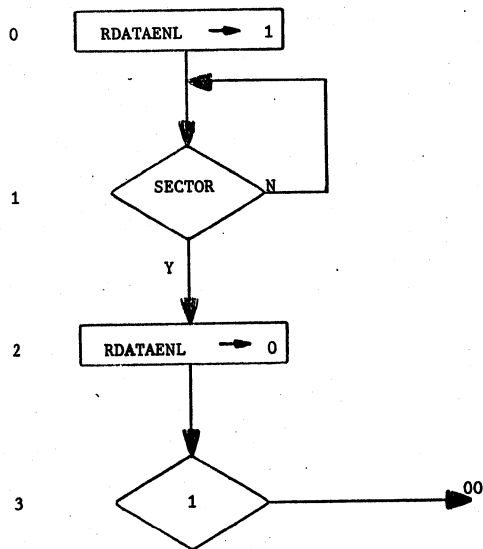 0 RDATAENL → 1
1 SECTOR N
Y
2 RDATAENL → 0
3 1 00